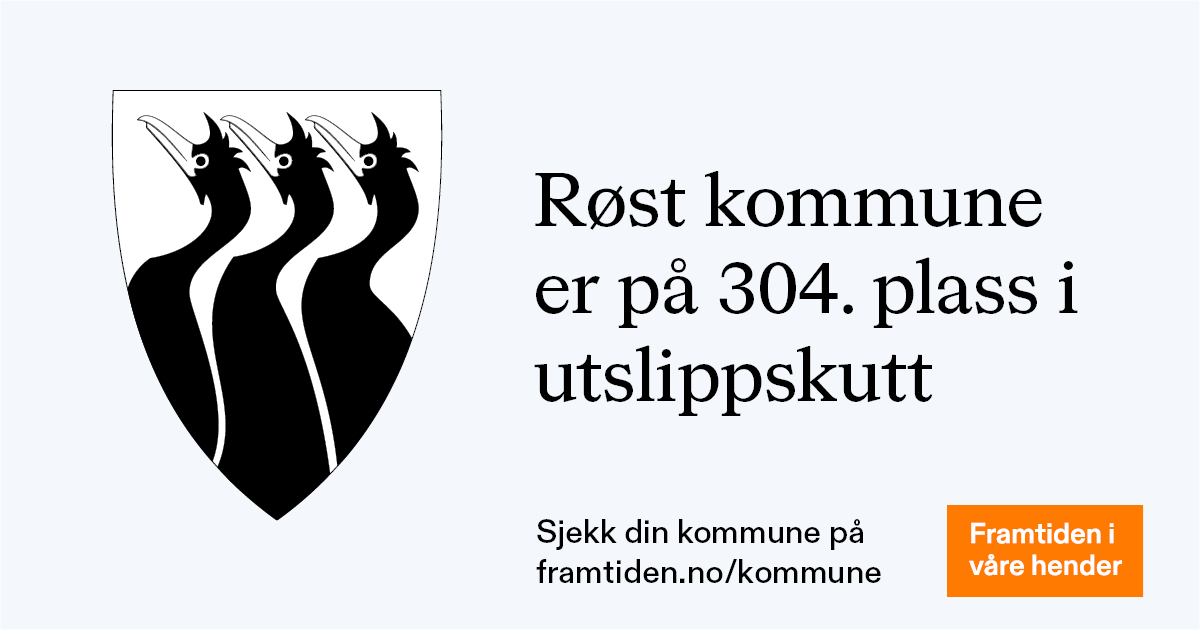 Røst kommune
er på 304. plass i
utslippskutt
Sjekk din kommune på
framtiden.no/kommune
Framtiden i
våre hender